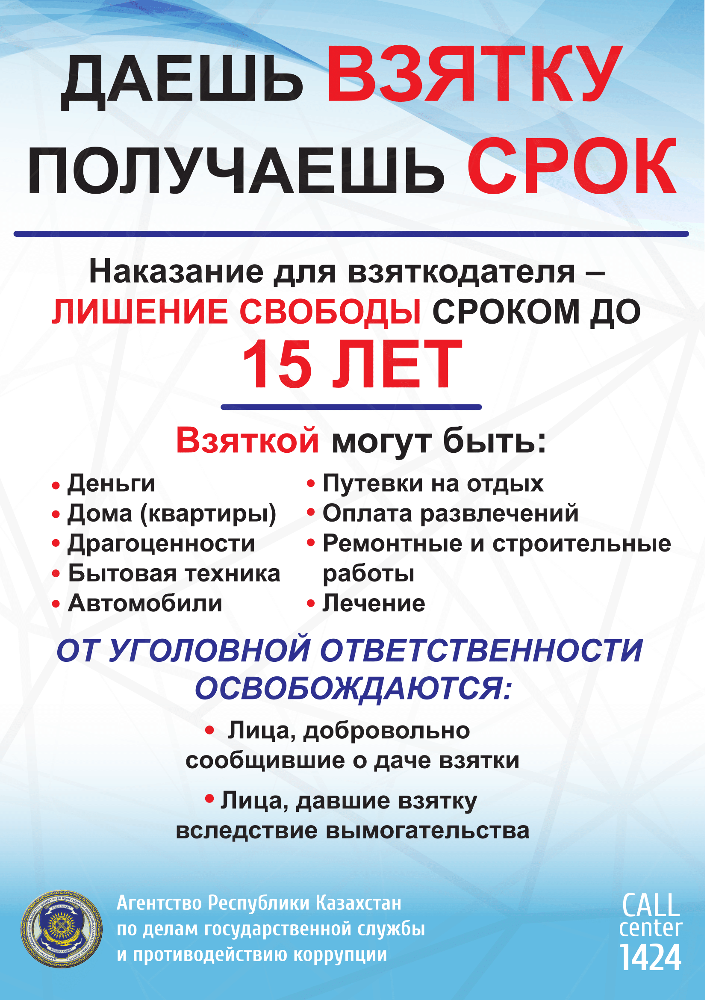 ДАЕШЬ ВЗЯТКУ
ПОЛУЧАЕШЬ СРОК
Наказание для взяткодателя –
ЛИШЕНИЕ СВОБОДЫ СРОКОМ ДО
15 ЛЕТ
Взяткой могут быть:
• Деньги
• Дома (квартиры)
• Драгоценности
• Бытовая техника
• Автомобили
• Путевки на отдых
• Оплата развлечений
• Ремонтные и строительные
работы
• Лечение
ОТ УГОЛОВНОЙ ОТВЕТСТВЕННОСТИ
ОСВОБОЖДАЮТСЯ:
• Лица, добровольно
сообщившие о даче взятки
• Лица, давшие взятку
вследствие вымогательства
Агентство Республики Казахстан
по делам государственной службы
и противодействию коррупции
CALL
center
1424